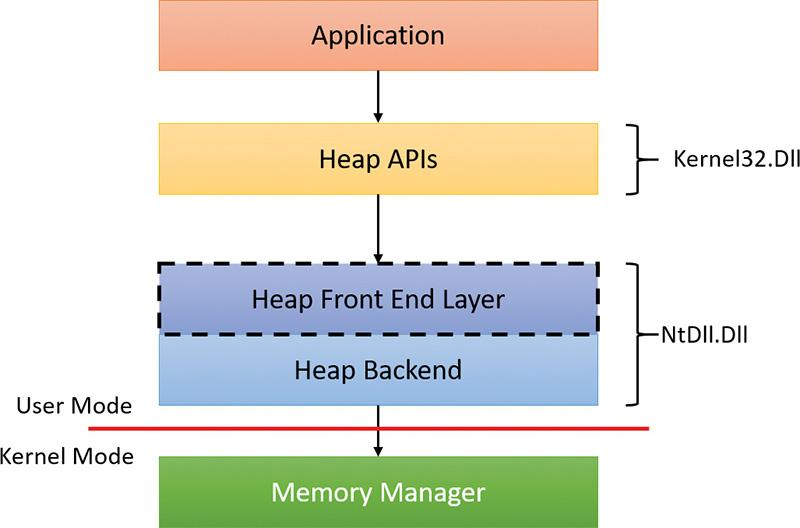 Application
Heap APIs
Kernel32.Dll
Heap Front End Layer
NtDll.Dll
Heap Backend
User Mode
Kernel Mode
Memory Manager